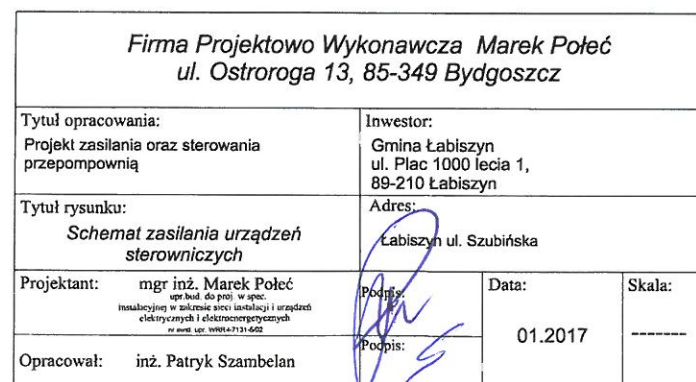 Firma Projektowo Wykonawcza Marek Połeć
ul. Ostroroga 13, 85-349 Bydgoszcz
Tytuł opracowania:
Projekt zasilania oraz sterowania
przepompownią
Inwestor:
Gmina Łabiszyn
ul. Plac 1000 lecia 1,
89-210 Łabiszyn
Tytuł rysunku:
Schemat zasilania urządzeń
sterowniczych
Adres:
Łabiszyn ul. Szubińska
Projektant: mgr inż. Marek Połeć
upr.bud. do proj. w spec.
instalacyjnej w zakresie sieci instalacji i urządzeń
elektrycznych i elektroenergetycznych
nr ewid. upr.
Podpis:
Data:
01.2017
Skala:
-------
Opracował: inż. Patryk Szambelan
Podpis: